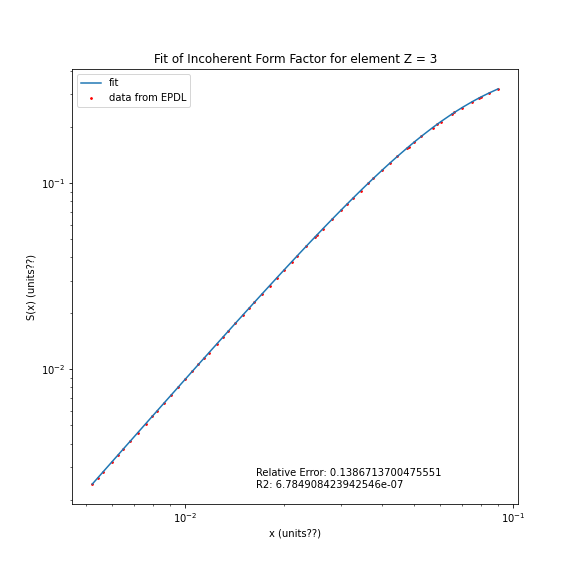 Fit of Incoherent Form Factor for element Z = 3
fit
data from EPDL
10⁻¹
S(x) (units??)
10⁻²
Relative Error: 0.1386713700475551
R2: 6.784908423942546e-07
10⁻²
10⁻¹
x (units??)